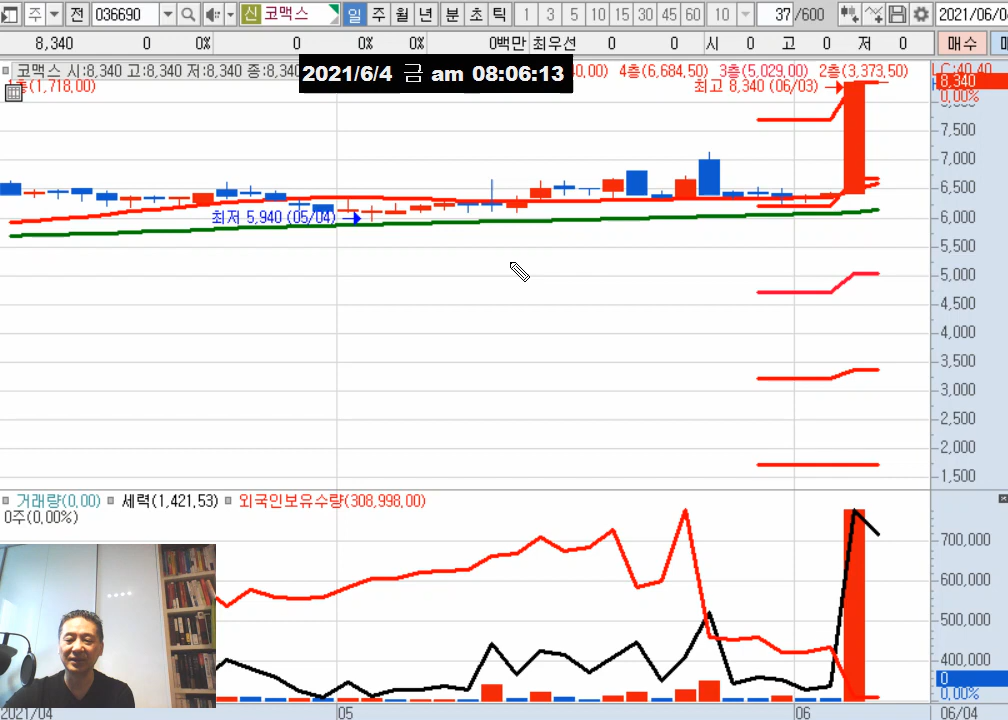 주 전 036690 신 코맥스 일 주 월 년 분 초 틱 1 3 5 10 15 30 45 60 10 37 /600 2021/06/0
8,340 0 0% 0 0% 0% 0백만 최우선 0 0 시 0 고 0 저 0 매수
코맥스 시:8,340 고:8,340 저:8,340 종:8,340 4층(6,684,50) 3층(5,029,00) 2층(3,373,50) LC:40,40
2021/6/4 금 am 08:06:13
(1,718,00)
최고 8,340 (06/03)
8,340
0,00%
7,500
7,000
6,500
최저 5,940 (05/04)
6,000
5,500
5,000
4,500
4,000
3,500
3,000
2,500
2,000
1,500
거래량(0,00) 세력(1,421,53) 외국인보유수량(308,998,00)
0주(0,00%)
700,000
600,000
500,000
400,000
0
0,00%
2021/04 05 06 06/04